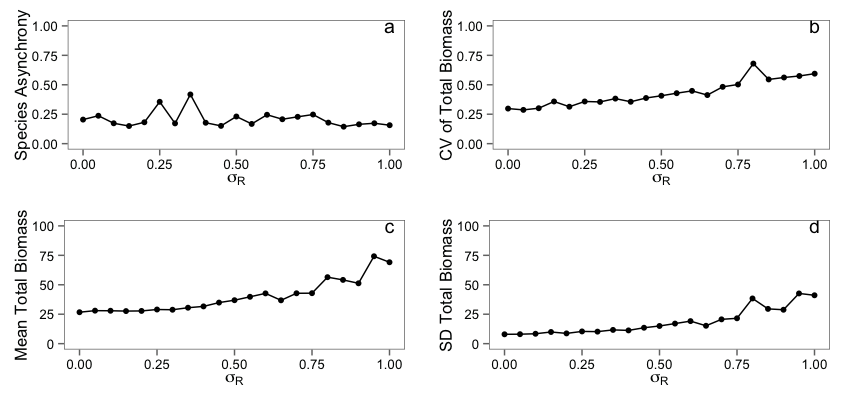 a
Species Asynchrony
1.00
0.75
0.50
0.25
0.00
0.00 0.25 0.50 0.75 1.00
σR
b
CV of Total Biomass
1.00
0.75
0.50
0.25
0.00
0.00 0.25 0.50 0.75 1.00
σR
c
Mean Total Biomass
100
75
50
25
0
0.00 0.25 0.50 0.75 1.00
σR
d
SD Total Biomass
100
75
50
25
0
0.00 0.25 0.50 0.75 1.00
σR